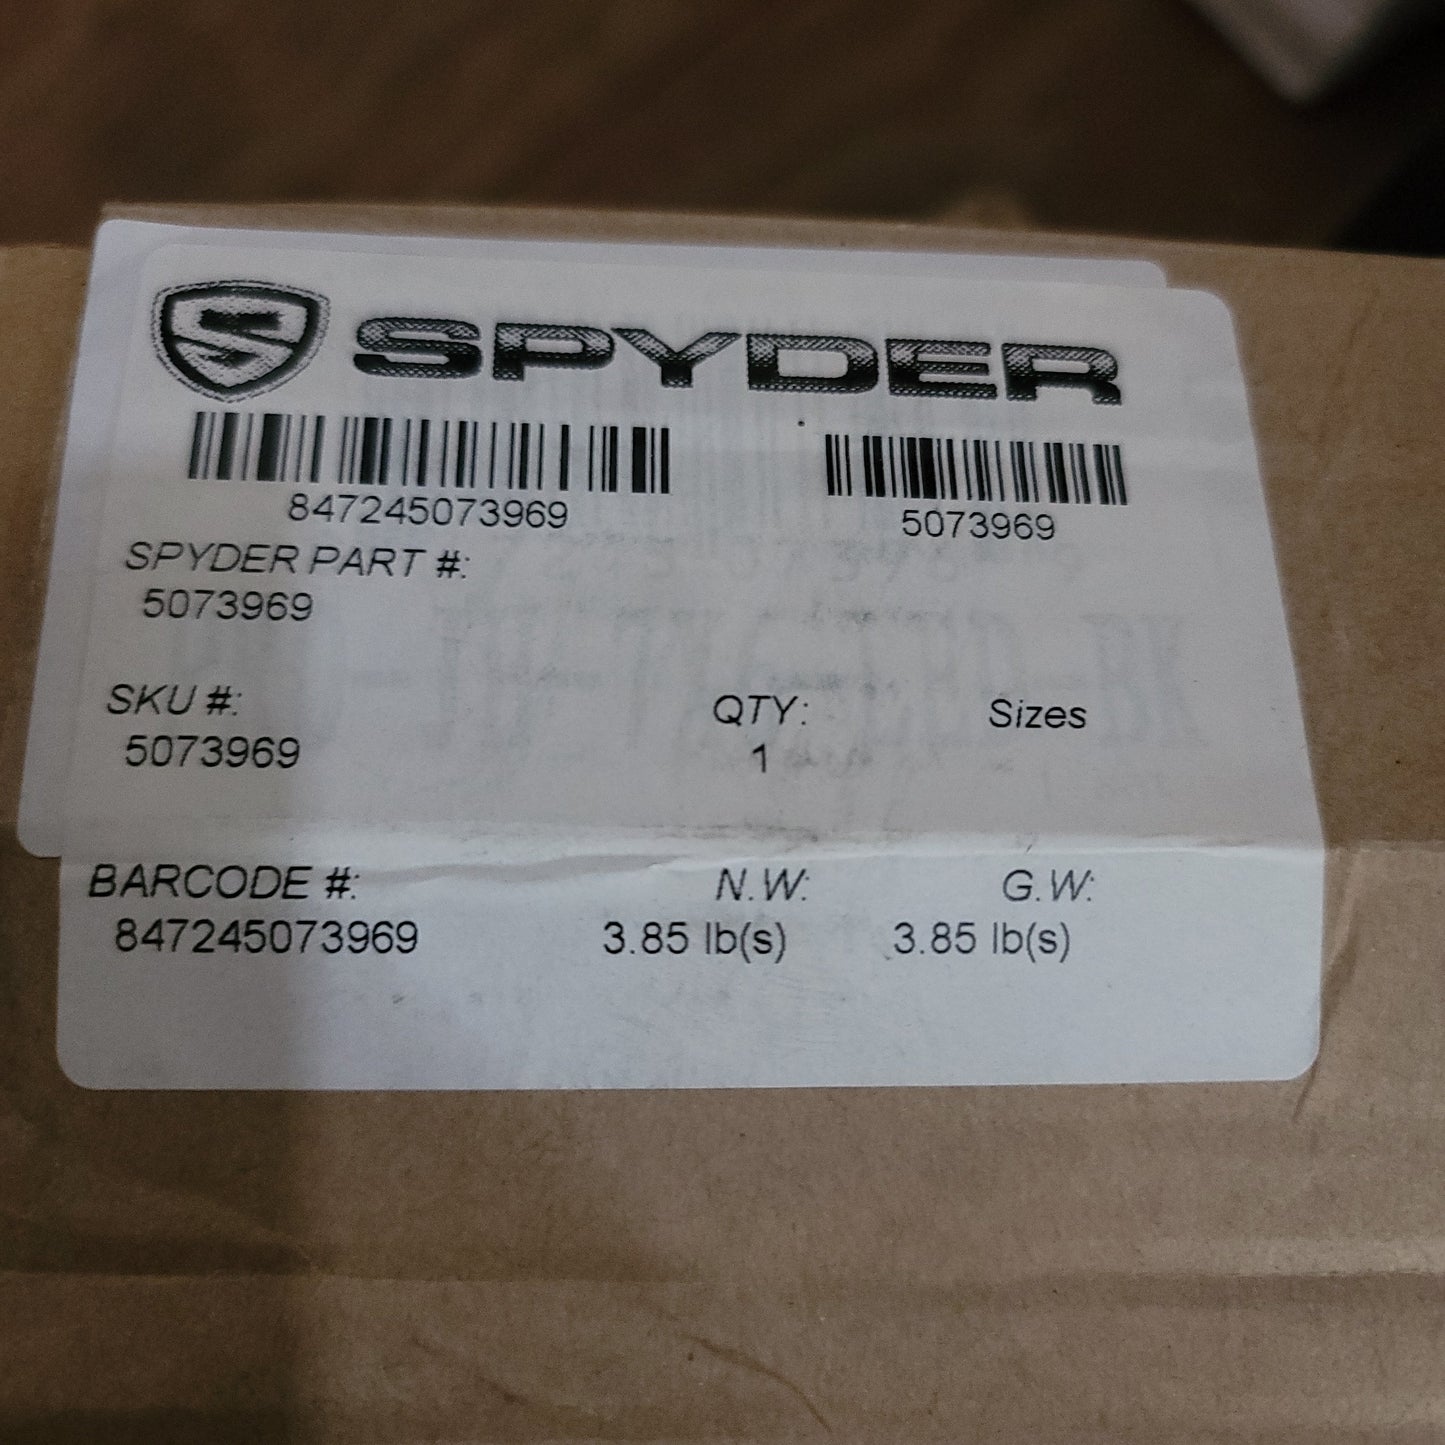 SPYDER
847245073969
5073969
SPYDER PART #:
5073969
SKU #: QTY: Sizes
5073969 1
BARCODE #: N.W: G.W:
847245073969 3.85 lb(s) 3.85 lb(s)